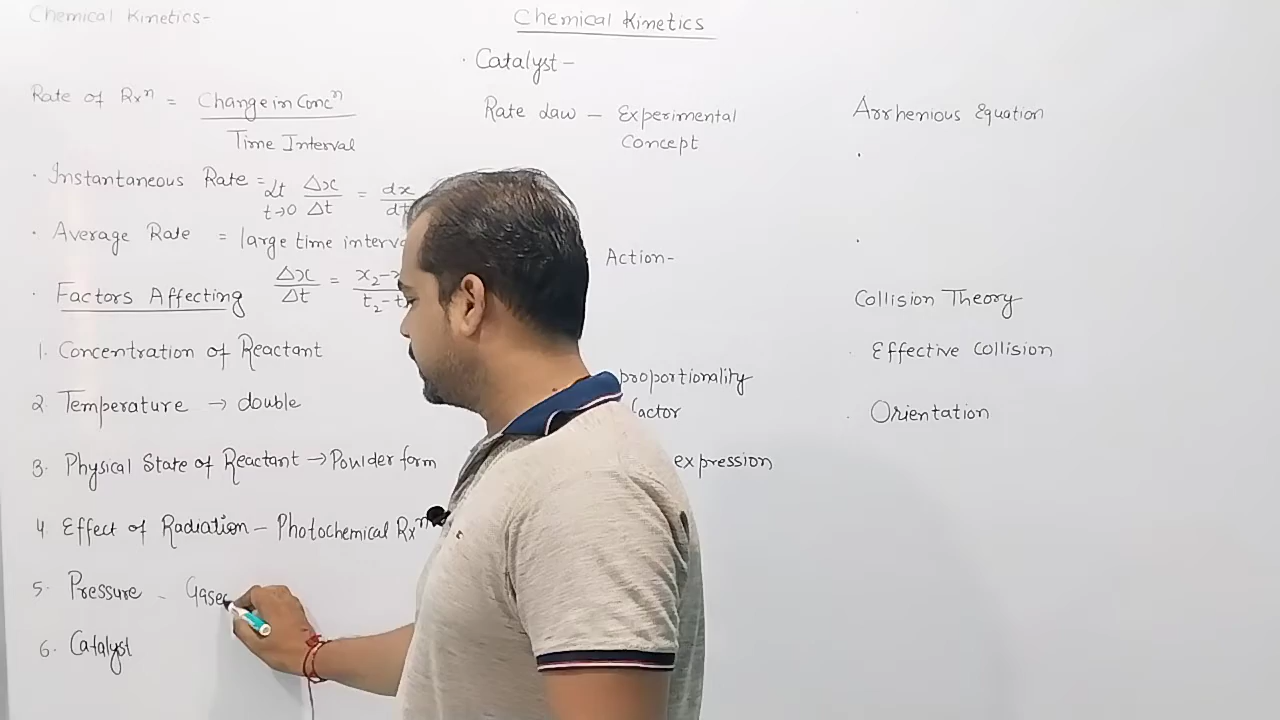 Chemical Kinetics-
Rate of Rxⁿ = Change in Concⁿ
Time Interval
· Instantaneous Rate = Lt t→0 Δx/Δt = dx/dt
· Average Rate = large time interva
Δx/Δt = x₂-x / t₂-t
· Factors Affecting
1. Concentration of Reactant
2. Temperature → double
3. Physical State of Reactant → Powder form
4. Effect of Radiation - Photochemical Rxⁿ
5. Pressure - Gases
6. Catalyst
Chemical Kinetics
· Catalyst-
Rate Law - Experimental
Concept
Action-
proportionality
factor
expression
Arrhenious Equation
Collision Theory
· Effective Collision
· Orientation